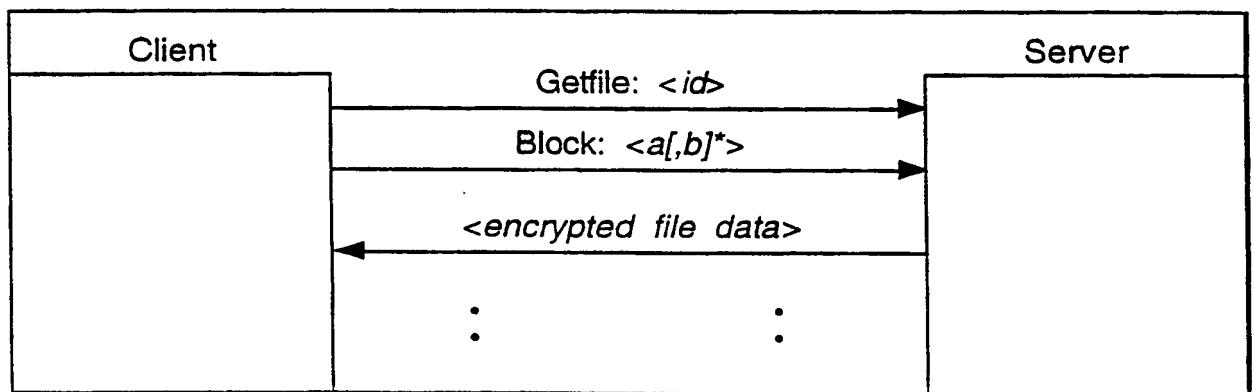 Client
Server
Getfile: <id>
Block: <a[,b]*>
<encrypted file data>